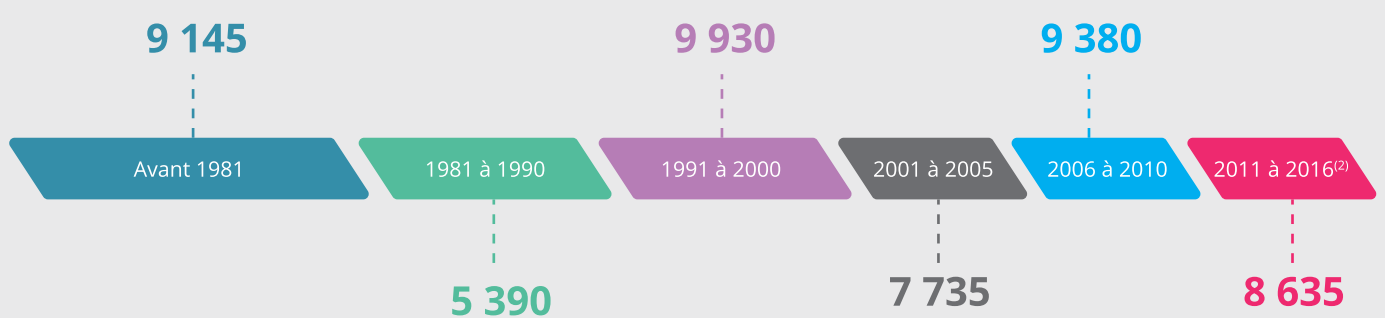 9 145
9 930
9 380
Avant 1981
1981 à 1990
1991 à 2000
2001 à 2005
2006 à 2010
2011 à 2016(2)
5 390
7 735
8 635